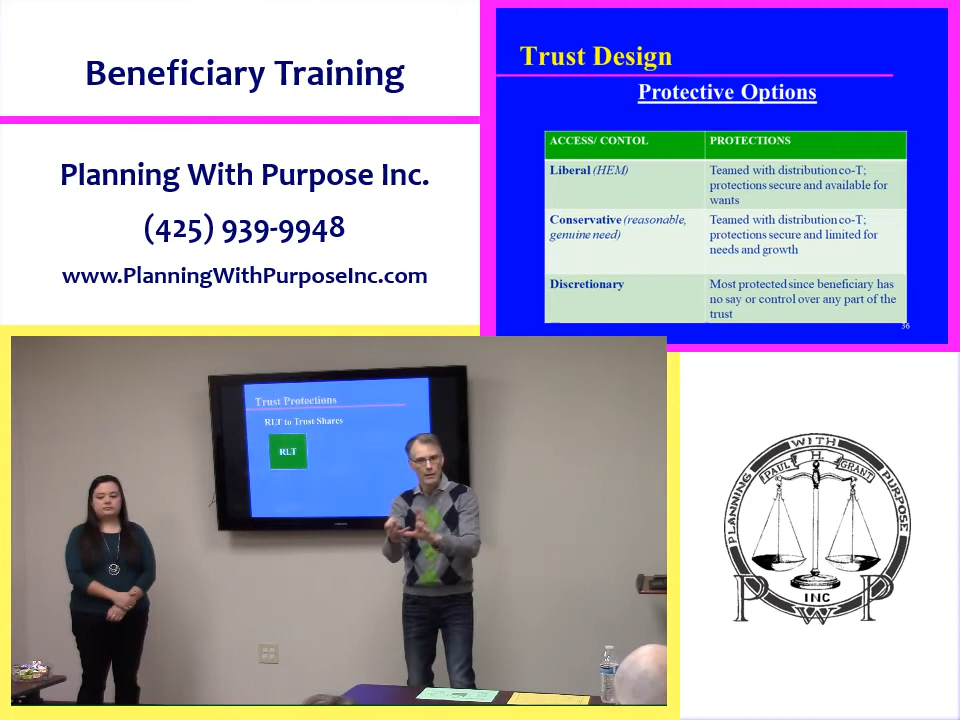 Beneficiary Training
Planning With Purpose Inc.
(425) 939-9948
www.PlanningWithPurposeInc.com
Trust Design
Protective Options
ACCESS/ CONTOL PROTECTIONS
Liberal (HEM)
Teamed with distribution co-T;
protections secure and available for
wants
Conservative (reasonable,
genuine need)
Teamed with distribution co-T;
protections secure and limited for
needs and growth
Discretionary
Most protected since beneficiary has
no say or control over any part of the
trust
36
Trust Protections
RLT to Trust Shares
RLT
PLANNING WITH PURPOSE
PAUL H. GRANT
INC
PWP